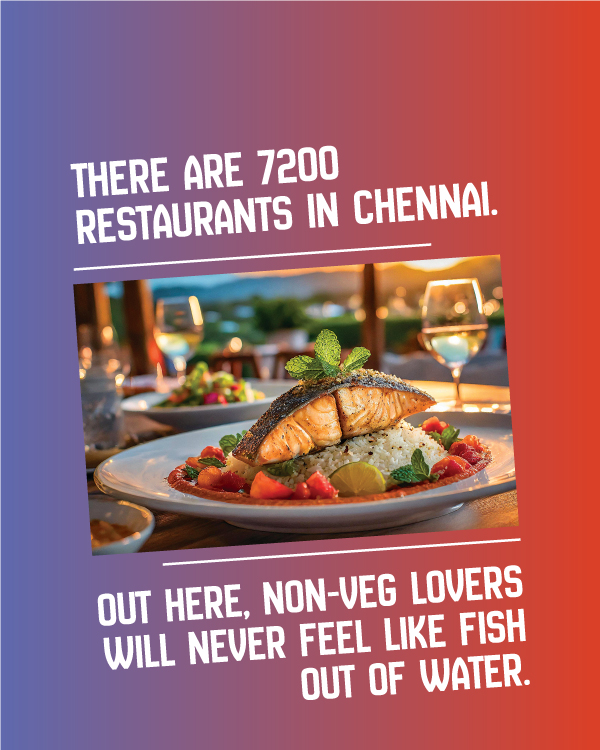 THERE ARE 7200
RESTAURANTS IN CHENNAI.
OUT HERE, NON-VEG LOVERS
WILL NEVER FEEL LIKE FISH
OUT OF WATER.